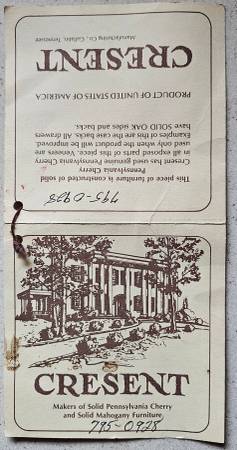 795-0928
This piece of furniture is constructed of solid
Pennsylvania Cherry
Cresent has used genuine Pennsylvania Cherry
in all exposed parts of this piece. Veneers are
used only when the product will be improved.
Examples of this are the case backs. All drawers
have SOLID OAK sides and backs.
PRODUCT OF UNITED STATES OF AMERICA
CRESENT
Manufacturing Co., Gallatin, Tennessee
CRESENT
Makers of Solid Pennsylvania Cherry
and Solid Mahogany Furniture
795-0928